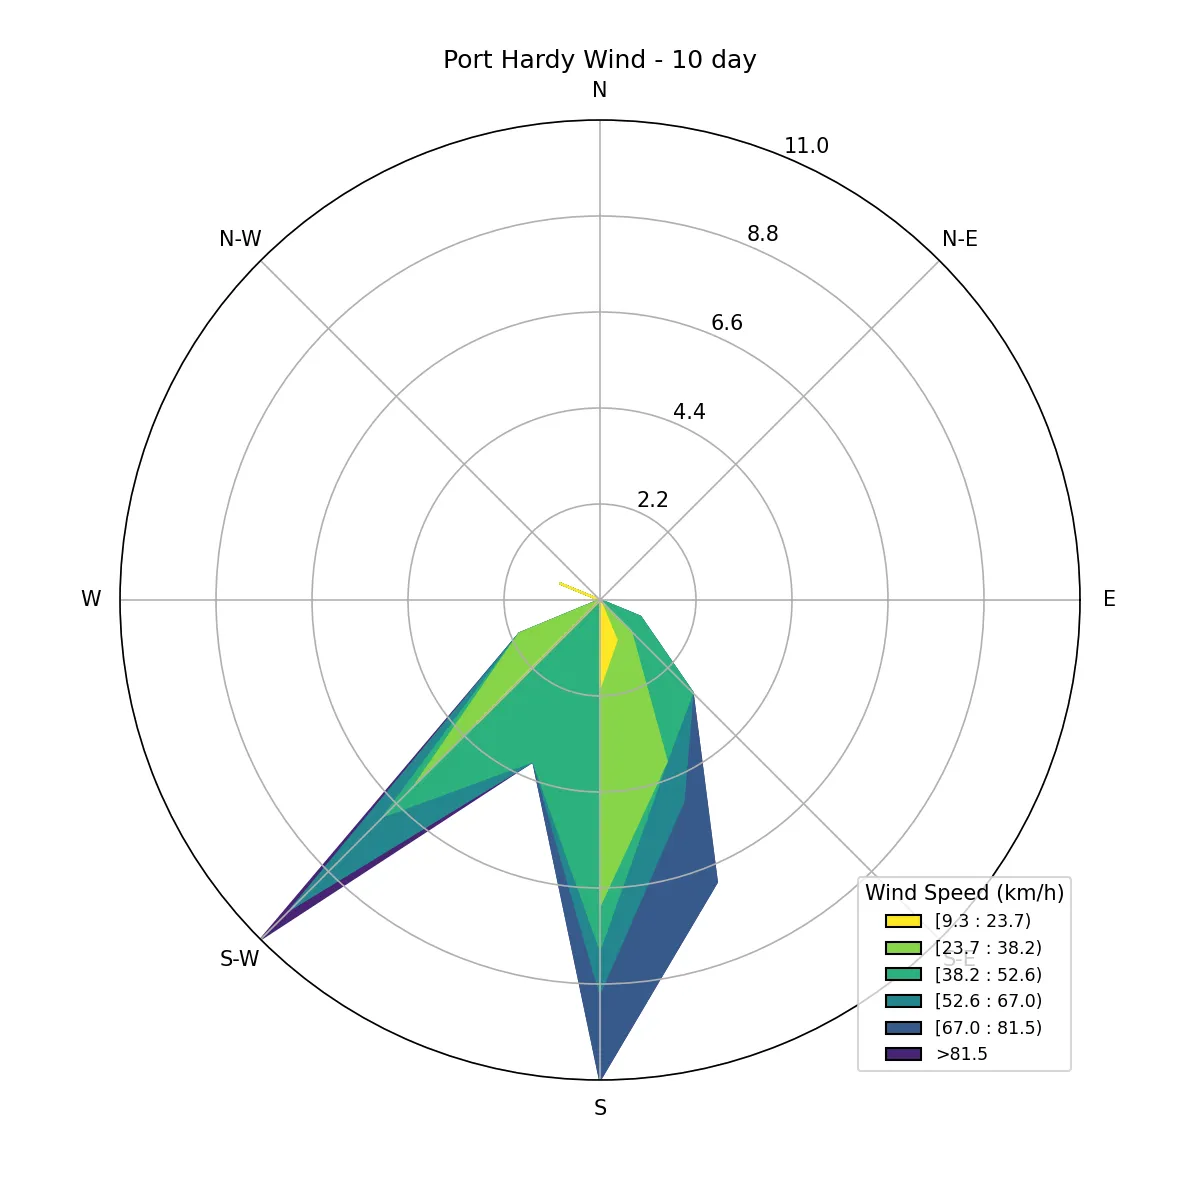 Port Hardy Wind - 10 day
N
11.0
N-W
N-E
8.8
6.6
4.4
2.2
W
E
S-W
S-E
S
Wind Speed (km/h)
[9.3 : 23.7)
[23.7 : 38.2)
[38.2 : 52.6)
[52.6 : 67.0)
[67.0 : 81.5)
>81.5